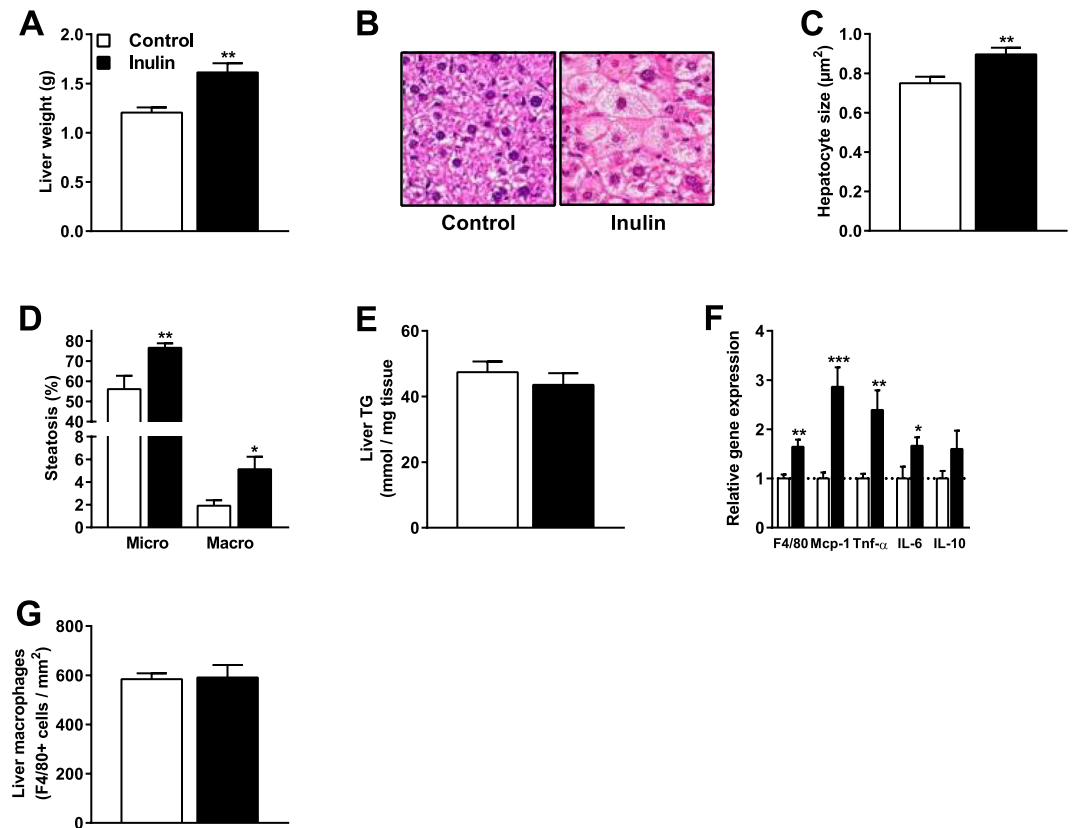 A
Liver weight (g)
2.0
1.5
1.0
0.5
0.0
Control
Inulin
**
B
Control
Inulin
C
Hepatocyte size (µm²)
1.0
0.8
0.6
0.4
0.2
0.0
**
D
Steatosis (%)
80
70
60
50
40
8
6
4
2
0
**
*
Micro Macro
E
Liver TG
(mmol / mg tissue)
60
40
20
0
F
Relative gene expression
4
3
2
1
0
**
***
**
*
F4/80 Mcp-1 Tnf-α IL-6 IL-10
G
Liver macrophages
(F4/80+ cells / mm²)
800
600
400
200
0